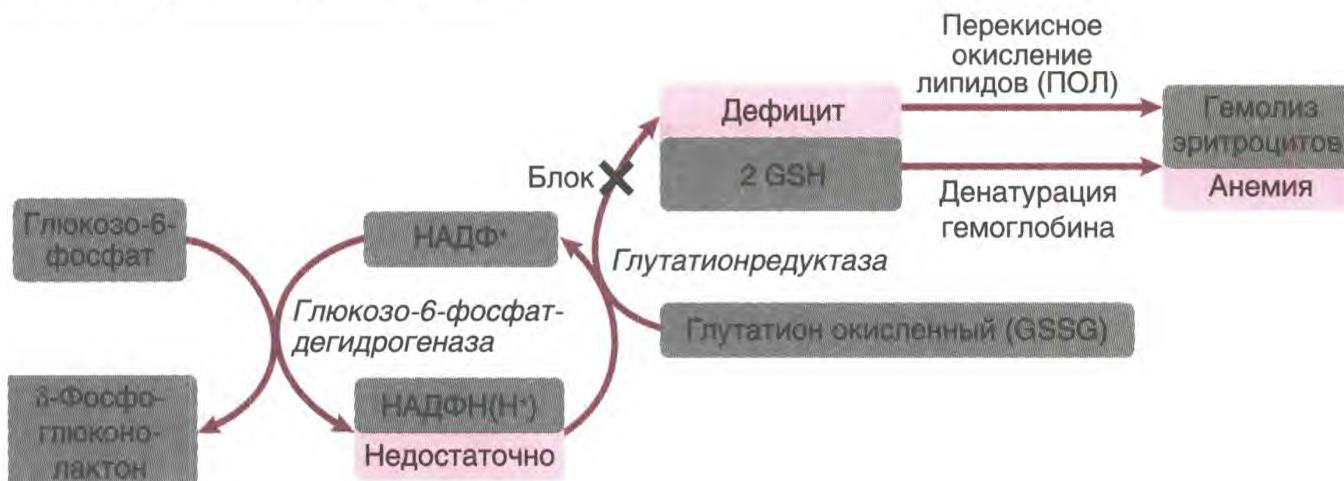 Перекисное
окисление
липидов (ПОЛ)
Дефицит
2 GSH
Гемолиз
эритроцитов
Анемия
Денатурация
гемоглобина
Блок
Глюкозо-6-
фосфат
НАДФ⁺
Глутатионредуктаза
Глюкозо-6-фосфат-
дегидрогеназа
Глутатион окисленный (GSSG)
δ-Фосфо-
глюконо-
лактон
НАДФН(Н⁺)
Недостаточно